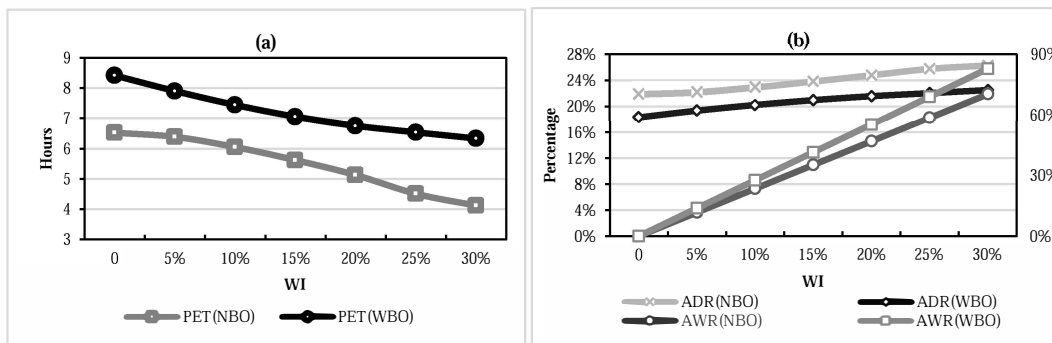 (a)
9
8
7
6
5
4
3
Hours
0 5% 10% 15% 20% 25% 30%
WI
PET(NBO) PET(WBO)
(b)
28% 90%
24%
20% 60%
16%
12% 30%
8%
4%
0% 0%
Percentage
0 5% 10% 15% 20% 25% 30%
WI
ADR(NBO) ADR(WBO)
AWR(NBO) AWR(WBO)